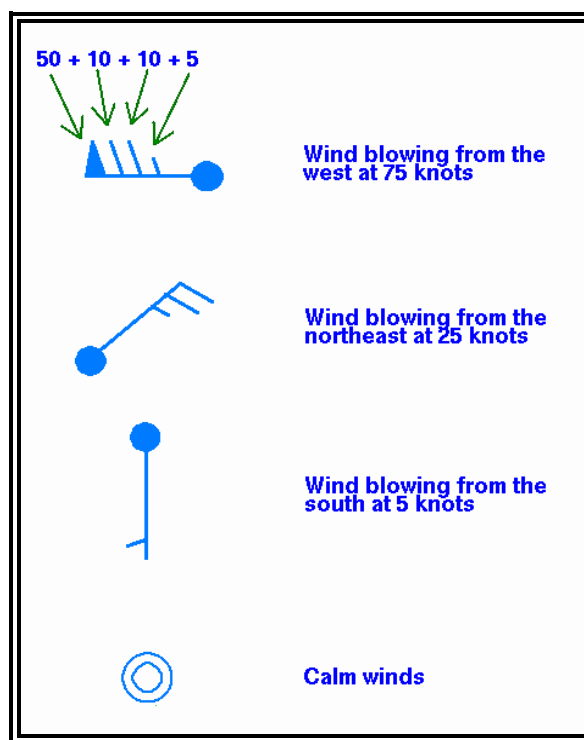 50 + 10 + 10 + 5
Wind blowing from the
west at 75 knots
Wind blowing from the
northeast at 25 knots
Wind blowing from the
south at 5 knots
Calm winds